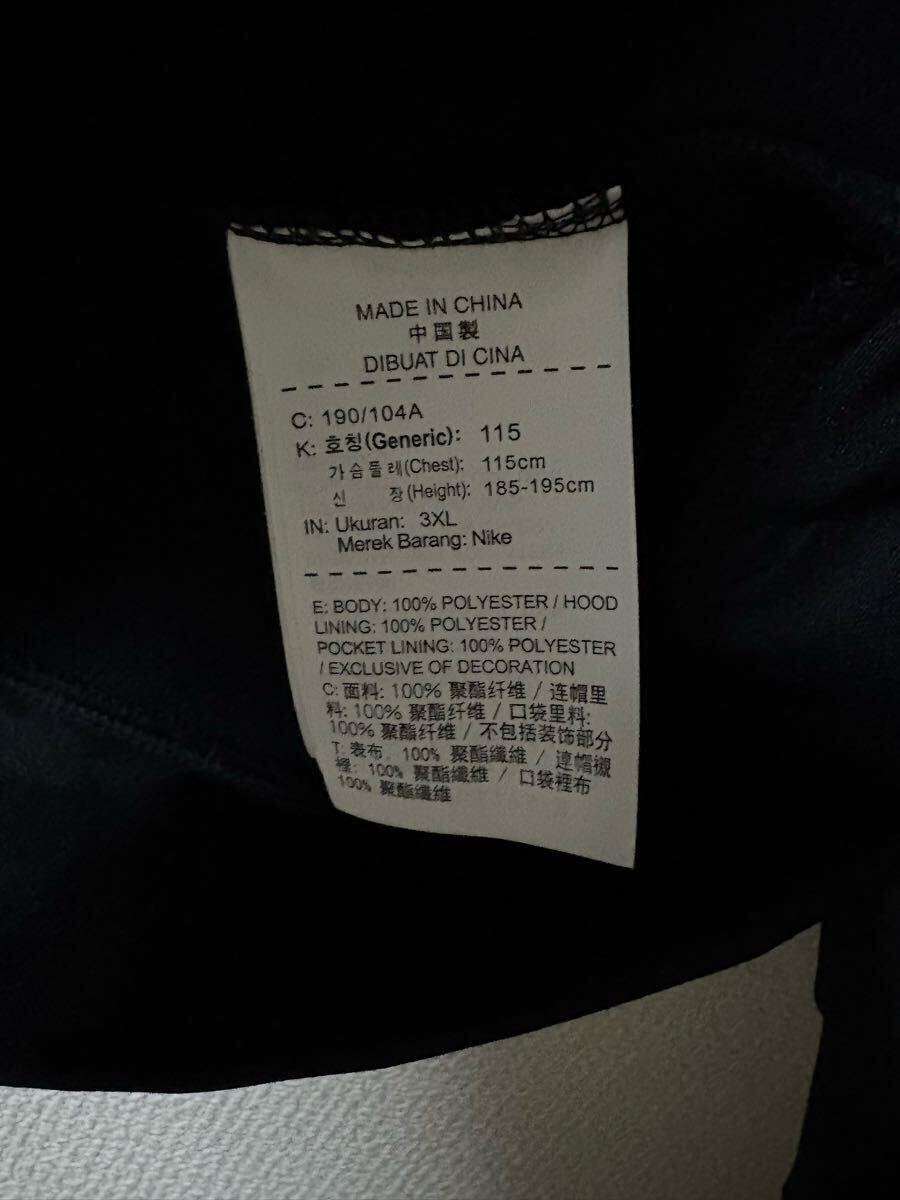 MADE IN CHINA
中国製
DIBUAT DI CINA
C: 190/104A
K: 호칭(Generic): 115
가슴둘레(Chest): 115cm
신 장(Height): 185-195cm
IN: Ukuran: 3XL
Merek Barang: Nike
E: BODY: 100% POLYESTER / HOOD
LINING: 100% POLYESTER /
POCKET LINING: 100% POLYESTER
/ EXCLUSIVE OF DECORATION
C: 面料: 100% 聚酯纤维 / 连帽里
料: 100% 聚酯纤维 / 口袋里料:
100% 聚酯纤维 / 不包括装饰部分
T: 表布: 100% 聚酯纖維 / 連帽襯
裡: 100% 聚酯纖維 / 口袋裡布
100% 聚酯纖維